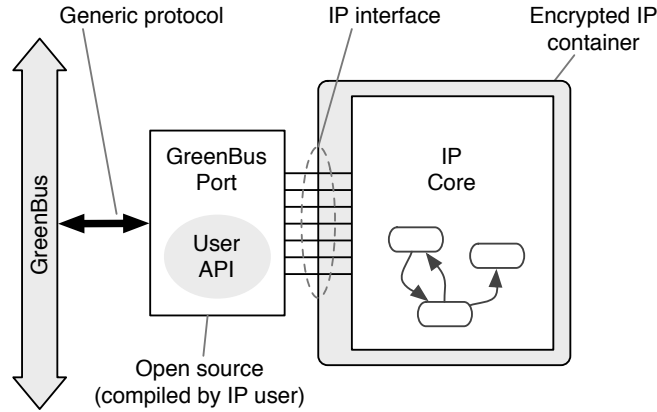 Generic protocol
IP interface
Encrypted IP
container
GreenBus
GreenBus
Port
User
API
IP
Core
Open source
(compiled by IP user)